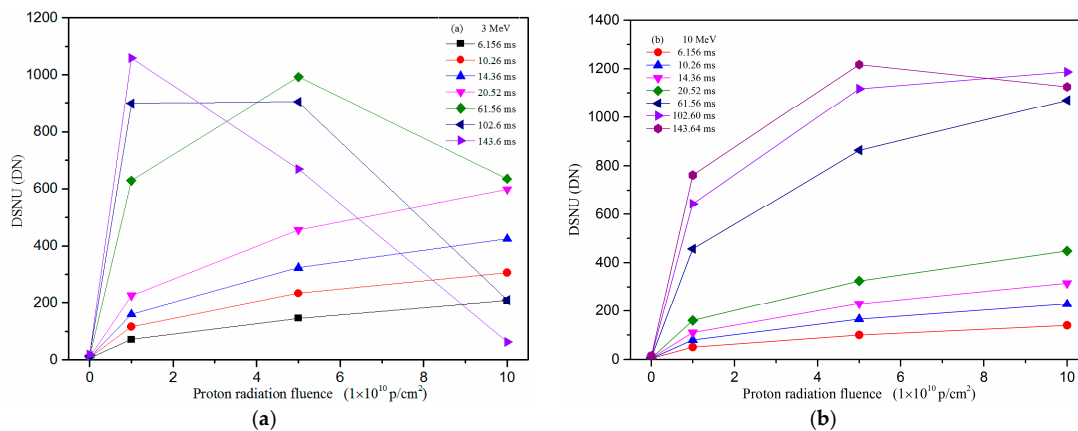 1200
1000
800
600
400
200
0
DSNU (DN)
(a) 3 MeV
6.156 ms
10.26 ms
14.36 ms
20.52 ms
61.56 ms
102.6 ms
143.6 ms
0 2 4 6 8 10
Proton radiation fluence (1×10¹⁰ p/cm²)
(a)
1400
1200
1000
800
600
400
200
0
DSNU (DN)
(b) 10 MeV
6.156 ms
10.26 ms
14.36 ms
20.52 ms
61.56 ms
102.60 ms
143.64 ms
0 2 4 6 8 10
Proton radiation fluence (1×10¹⁰ p/cm²)
(b)